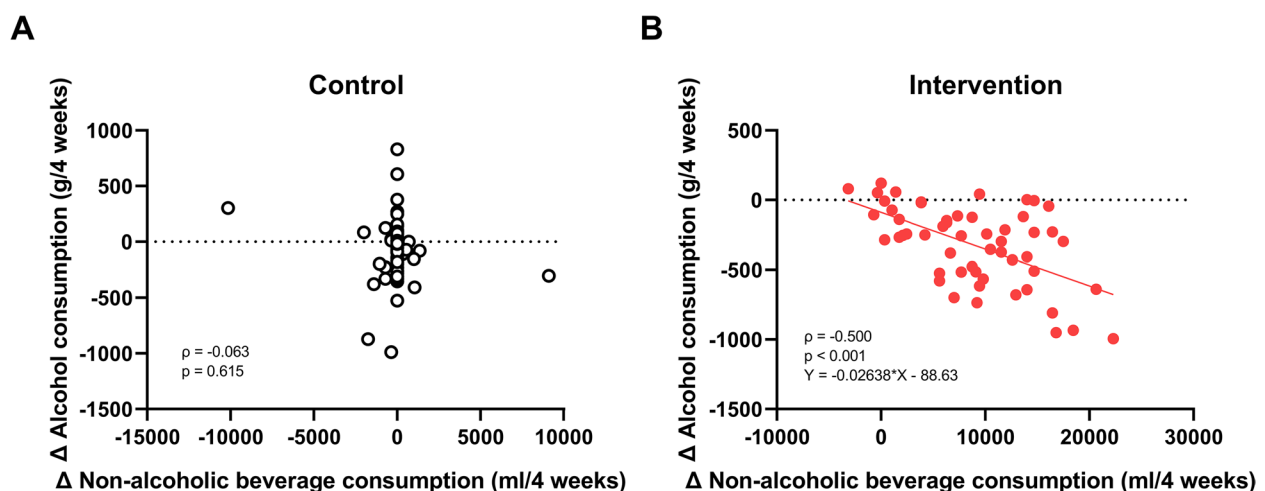 A
Control
Δ Alcohol consumption (g/4 weeks)
1000
500
0
-500
-1000
-1500
ρ = -0.063
p = 0.615
-15000 -10000 -5000 0 5000 10000
Δ Non-alcoholic beverage consumption (ml/4 weeks)
B
Intervention
Δ Alcohol consumption (g/4 weeks)
500
0
-500
-1000
-1500
ρ = -0.500
p < 0.001
Y = -0.02638*X - 88.63
-10000 0 10000 20000 30000
Δ Non-alcoholic beverage consumption (ml/4 weeks)